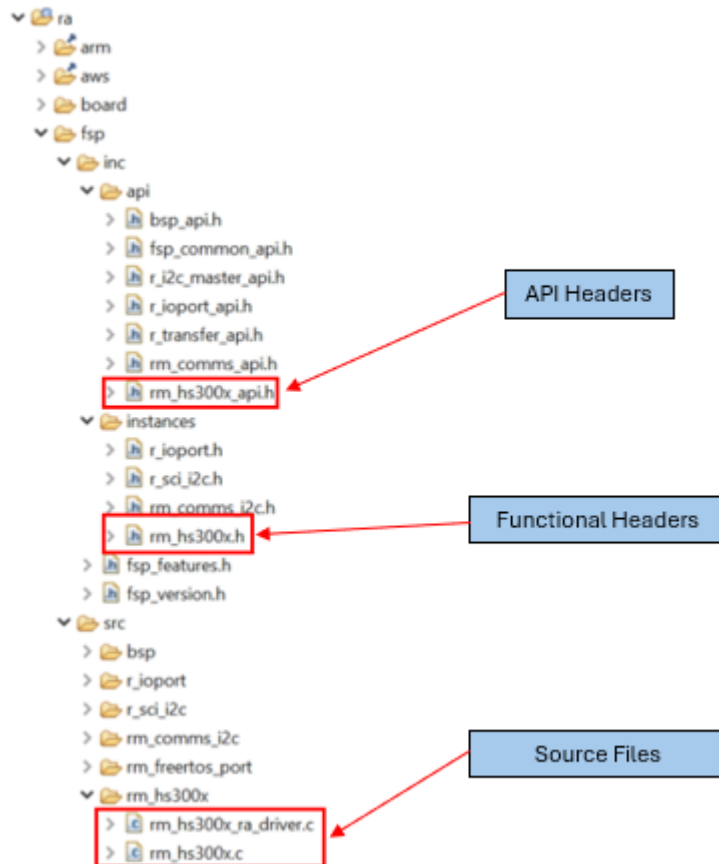 ra
arm
aws
board
fsp
inc
api
bsp_api.h
fsp_common_api.h
r_i2c_master_api.h
r_ioport_api.h
r_transfer_api.h
rm_comms_api.h
rm_hs300x_api.h
API Headers
instances
r_ioport.h
r_sci_i2c.h
rm_comms_i2c.h
rm_hs300x.h
Functional Headers
fsp_features.h
fsp_version.h
src
bsp
r_ioport
r_sci_i2c
rm_comms_i2c
rm_freertos_port
rm_hs300x
rm_hs300x_ra_driver.c
rm_hs300x.c
Source Files